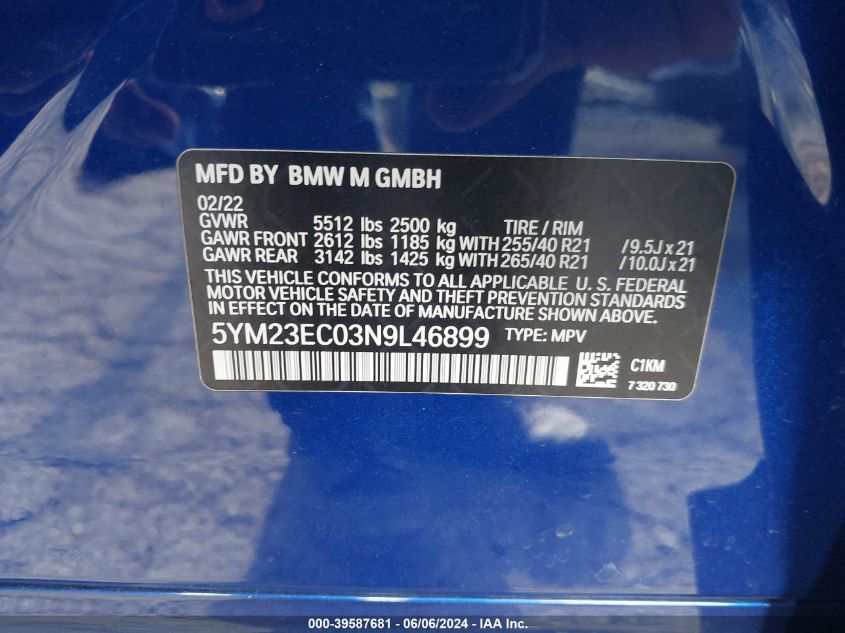 MFD BY BMW M GMBH
02/22
GVWR 5512 lbs 2500 kg TIRE / RIM
GAWR FRONT 2612 lbs 1185 kg WITH 255/40 R21 /9.5J x 21
GAWR REAR 3142 lbs 1425 kg WITH 265/40 R21 /10.0J x 21
THIS VEHICLE CONFORMS TO ALL APPLICABLE U. S. FEDERAL
MOTOR VEHICLE SAFETY AND THEFT PREVENTION STANDARDS
IN EFFECT ON THE DATE OF MANUFACTURE SHOWN ABOVE.
5YM23EC03N9L46899 TYPE: MPV
C1KM
7 320 730
000-39587681 - 06/06/2024 - IAA Inc.